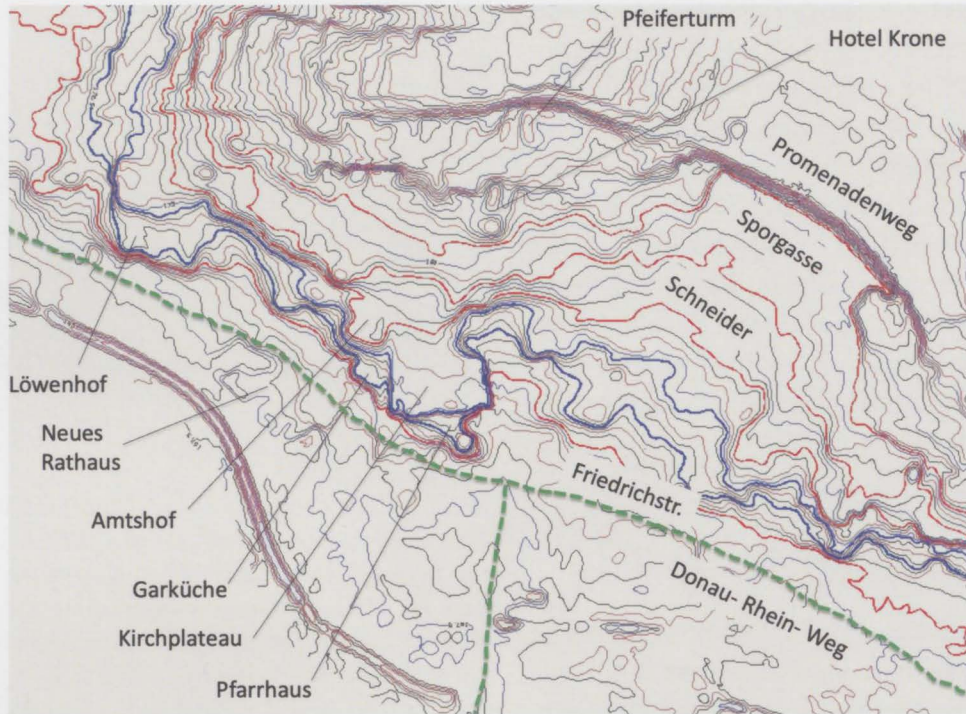 Pfeiferturm
Hotel Krone
Promenadenweg
Sporgasse
Schneider
Löwenhof
Neues
Rathaus
Amtshof
Garküche
Kirchplateau
Pfarrhaus
Friedrichstr.
Donau- Rhein- Weg